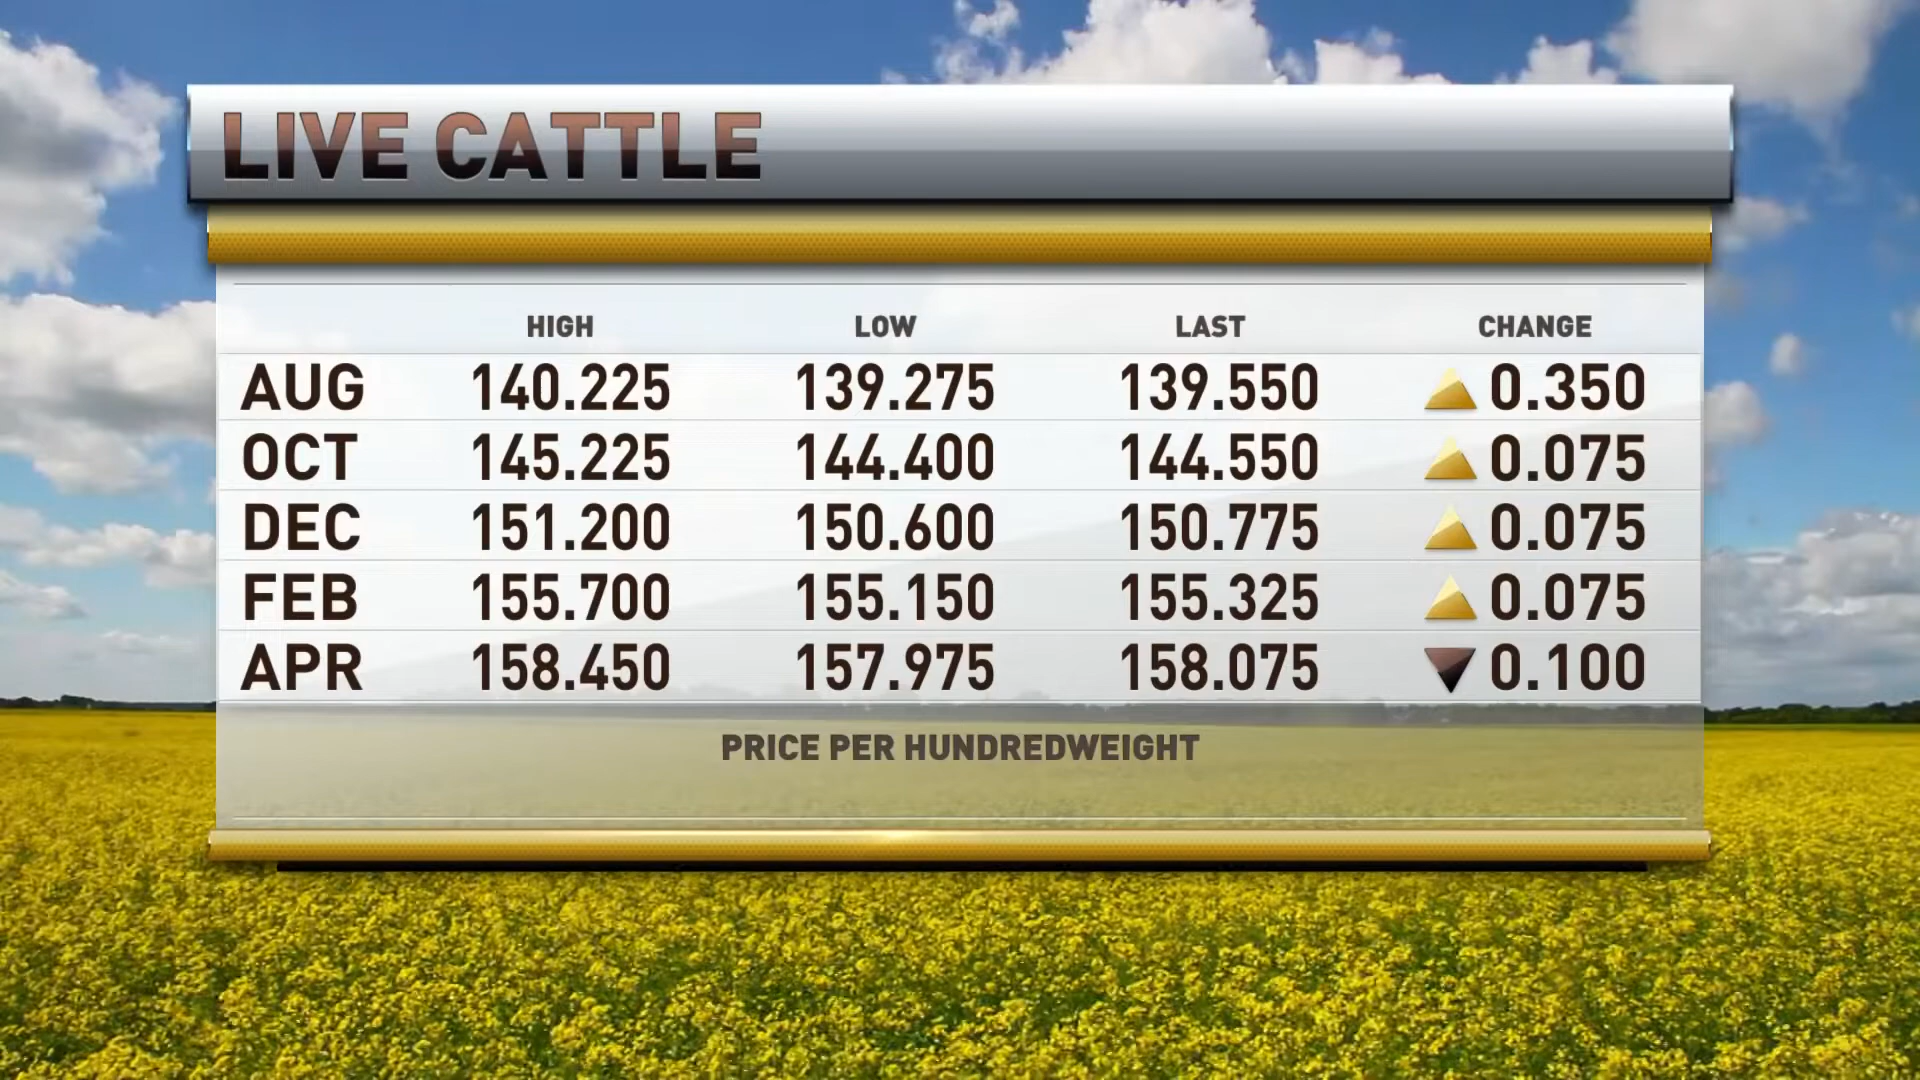 LIVE CATTLE
HIGH LOW LAST CHANGE
AUG 140.225 139.275 139.550 ▲ 0.350
OCT 145.225 144.400 144.550 ▲ 0.075
DEC 151.200 150.600 150.775 ▲ 0.075
FEB 155.700 155.150 155.325 ▲ 0.075
APR 158.450 157.975 158.075 ▼ 0.100
PRICE PER HUNDREDWEIGHT